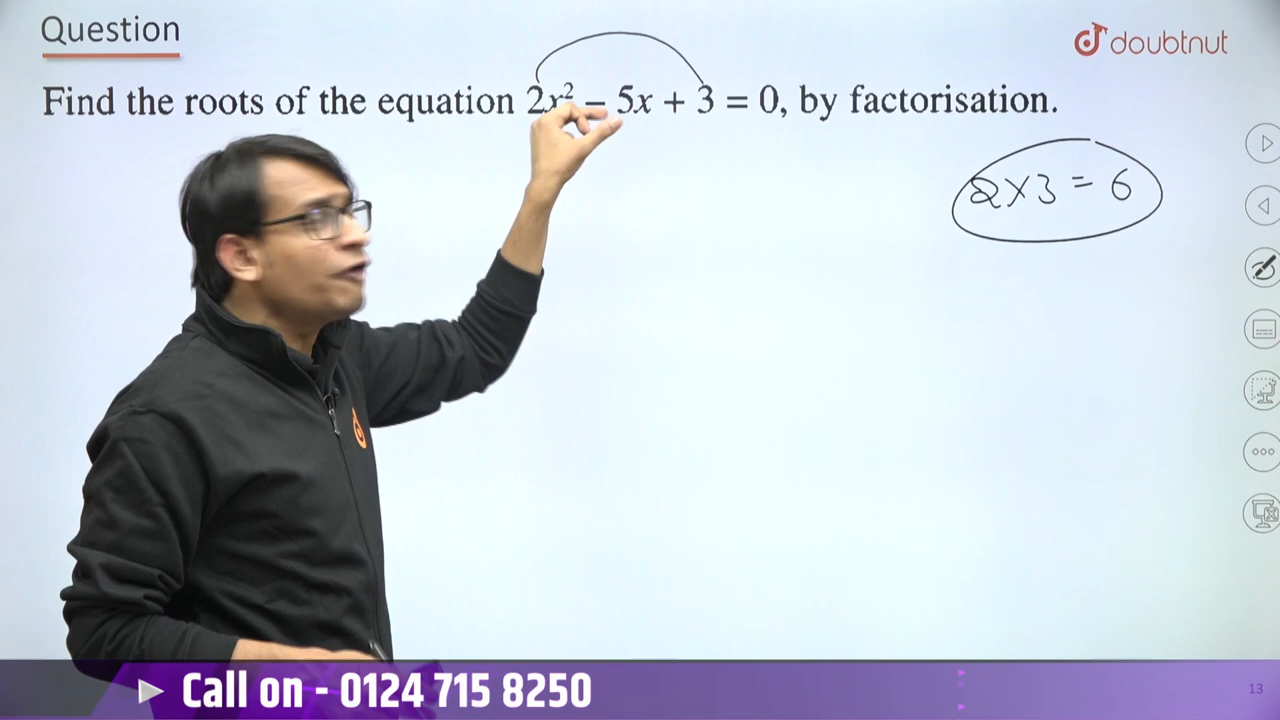 Question
doubtnut
Find the roots of the equation 2x² – 5x + 3 = 0, by factorisation.
2 × 3 = 6
Call on - 0124 715 8250
13